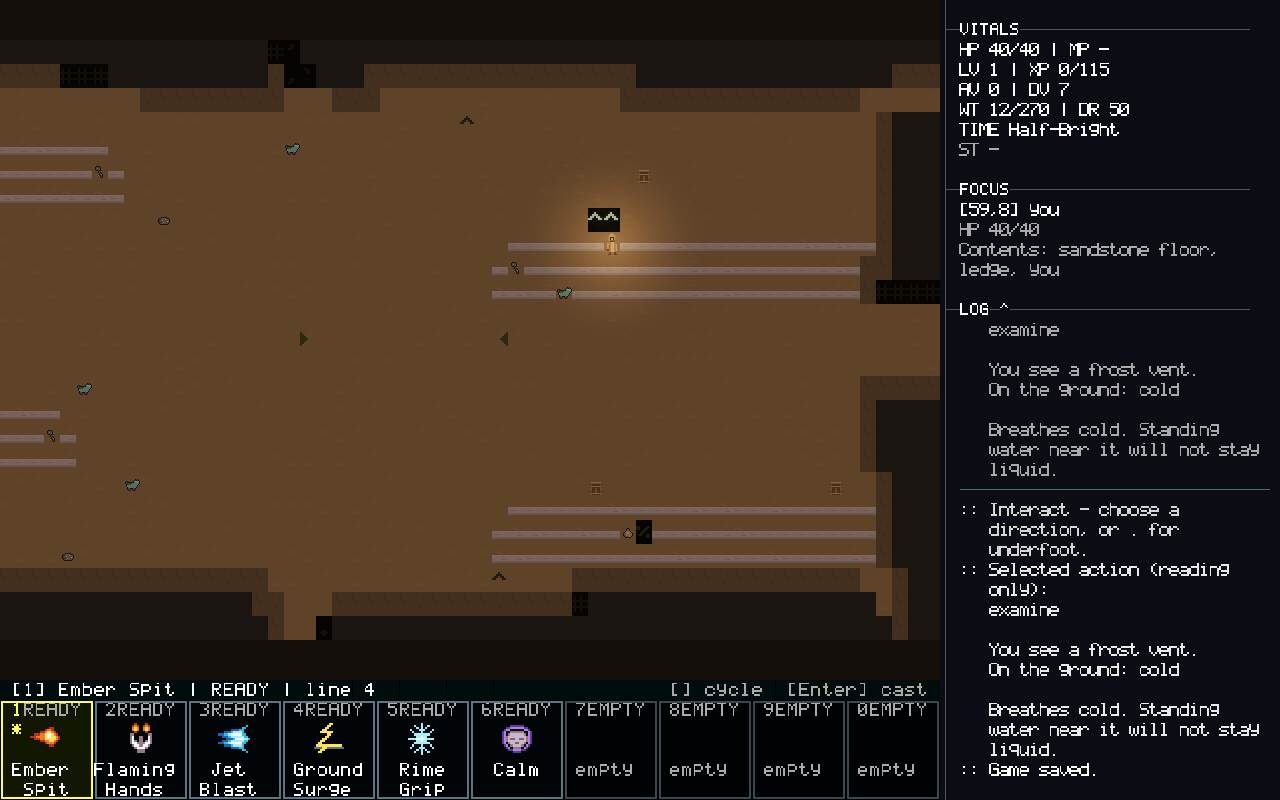 VITALS
HP 40/40 | MP -
LV 1 | XP 0/115
AV 0 | DV 7
WT 12/270 | DR 50
TIME Half-Bright
ST -
FOCUS
[59,8] You
HP 40/40
Contents: sandstone floor,
ledge, you
LOG ^
examine
You see a frost vent.
On the ground: cold
Breathes cold. Standing
water near it will not stay
liquid.
:: Interact - choose a
direction, or . for
underfoot.
:: Selected action (reading
only):
examine
You see a frost vent.
On the ground: cold
Breathes cold. Standing
water near it will not stay
liquid.
:: Game saved.
[1] Ember Spit | READY | line 4
[] cycle [Enter] cast
1READY 2READY 3READY 4READY 5READY 6READY 7EMPTY 8EMPTY 9EMPTY 0EMPTY
*
Ember Flaming Jet Ground Rime Calm empty empty empty empty
Spit Hands Blast Surge Grip